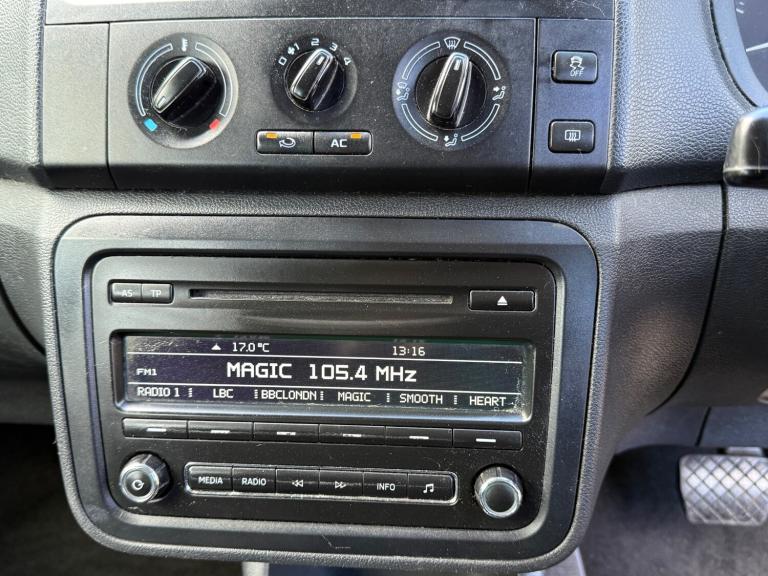 0 1 2 3 4
OFF
AC
AS TP
17.0°C 13:16
FM1 MAGIC 105.4 MHz
RADIO 1 LBC BBCLONDN MAGIC SMOOTH HEART
MEDIA RADIO INFO